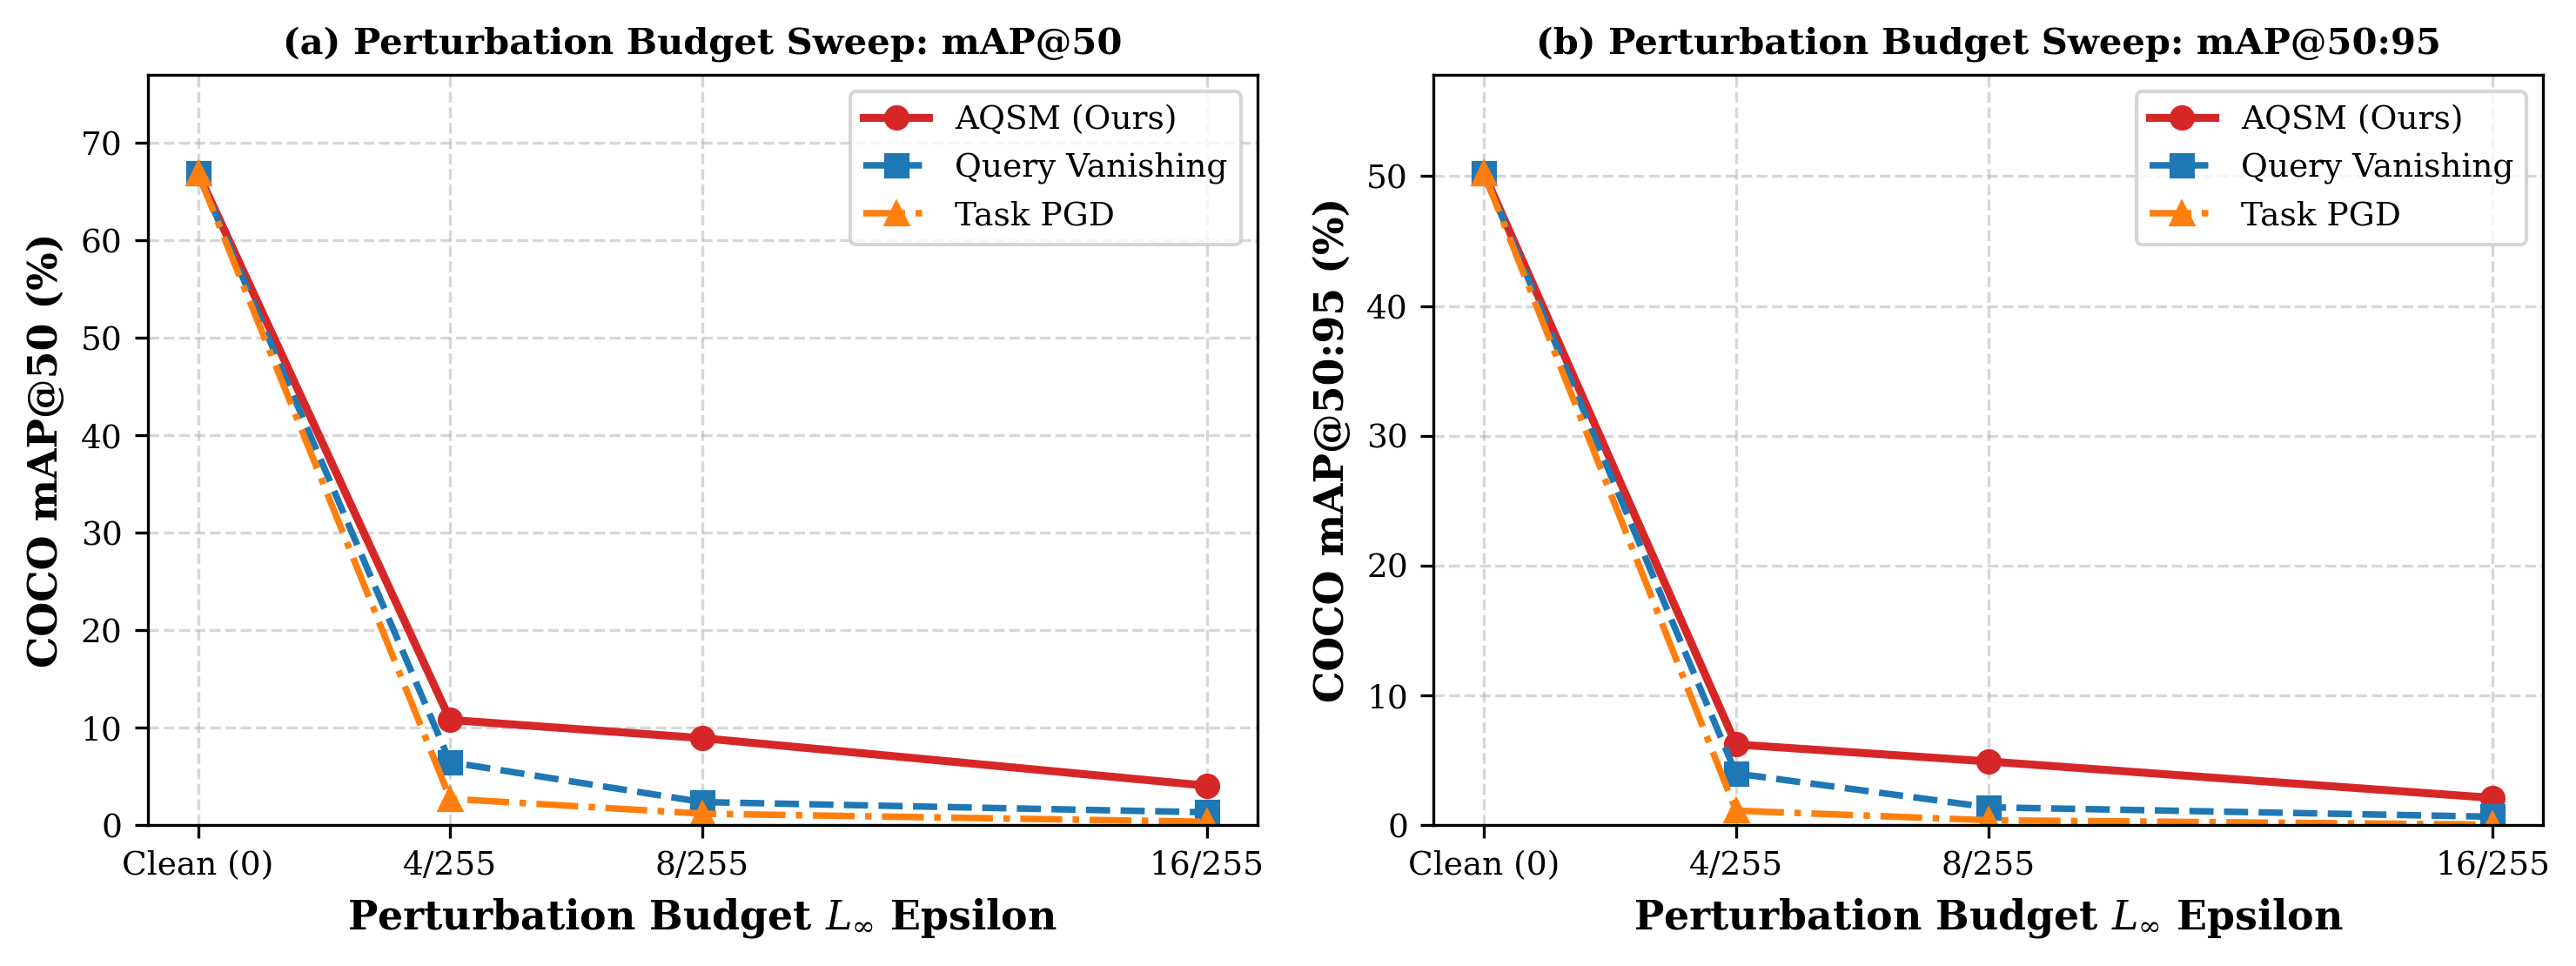 (a) Perturbation Budget Sweep: mAP@50
COCO mAP@50 (%)
70
60
50
40
30
20
10
0
AQSM (Ours)
Query Vanishing
Task PGD
Clean (0)
4/255
8/255
16/255
Perturbation Budget L∞ Epsilon
(b) Perturbation Budget Sweep: mAP@50:95
COCO mAP@50:95 (%)
50
40
30
20
10
0
AQSM (Ours)
Query Vanishing
Task PGD
Clean (0)
4/255
8/255
16/255
Perturbation Budget L∞ Epsilon